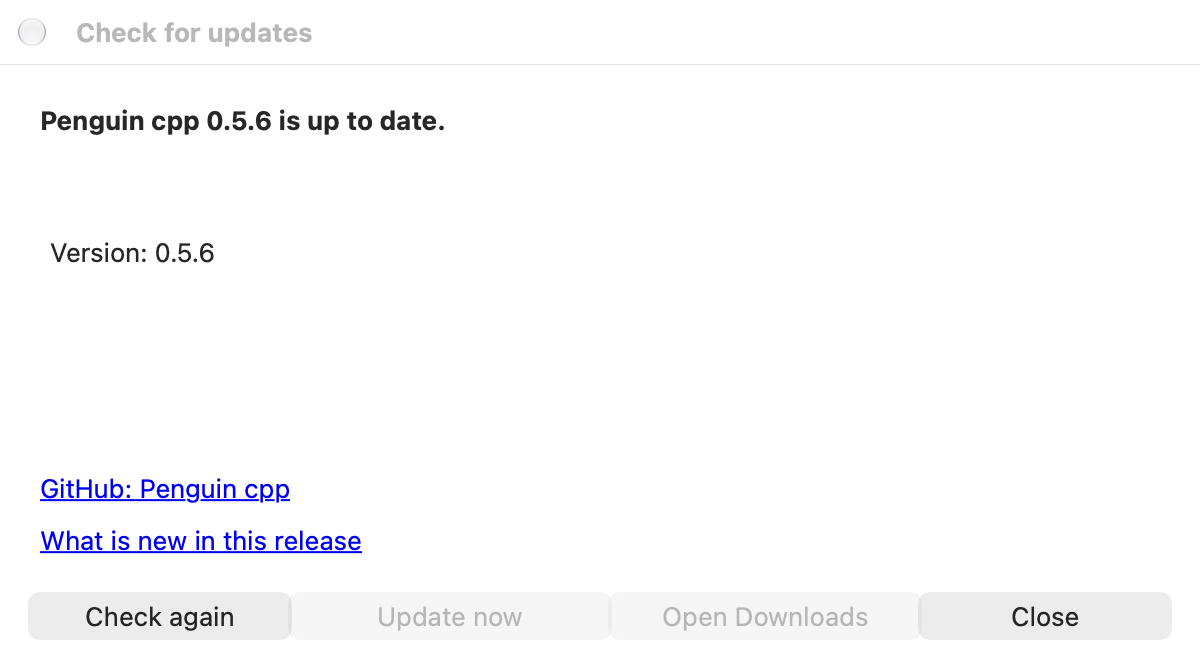 Check for updates
Penguin cpp 0.5.6 is up to date.
Version: 0.5.6
GitHub: Penguin cpp
What is new in this release
Check again Update now Open Downloads Close